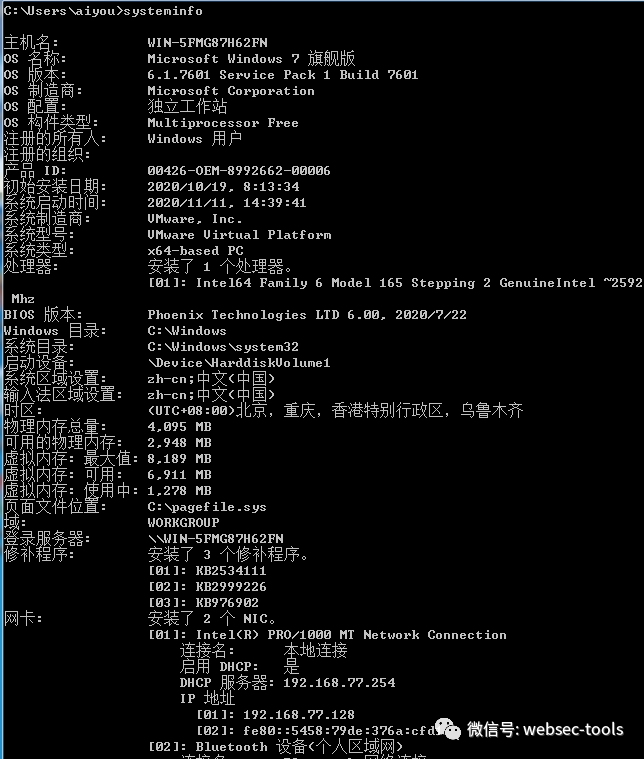 C:\Users\aiyou>systeminfo
主机名: WIN-5FMG87H62FN
OS 名称: Microsoft Windows 7 旗舰版
OS 版本: 6.1.7601 Service Pack 1 Build 7601
OS 制造商: Microsoft Corporation
OS 配置: 独立工作站
OS 构件类型: Multiprocessor Free
注册的所有人: Windows 用户
注册的组织:
产品 ID: 00426-OEM-8992662-00006
初始安装日期: 2020/10/19, 8:13:34
系统启动时间: 2020/11/11, 14:39:41
系统制造商: VMware, Inc.
系统型号: VMware Virtual Platform
系统类型: x64-based PC
处理器: 安装了 1 个处理器。
[01]: Intel64 Family 6 Model 165 Stepping 2 GenuineIntel ~2592
Mhz
BIOS 版本: Phoenix Technologies LTD 6.00, 2020/7/22
Windows 目录: C:\Windows
系统目录: C:\Windows\system32
启动设备: \Device\HarddiskVolume1
系统区域设置: zh-cn;中文(中国)
输入法区域设置: zh-cn;中文(中国)
时区: (UTC+08:00)北京，重庆，香港特别行政区，乌鲁木齐
物理内存总量: 4,095 MB
可用的物理内存: 2,948 MB
虚拟内存: 最大值: 8,189 MB
虚拟内存: 可用: 6,911 MB
虚拟内存: 使用中: 1,278 MB
页面文件位置: C:\pagefile.sys
域: WORKGROUP
登录服务器: \\WIN-5FMG87H62FN
修补程序: 安装了 3 个修补程序。
[01]: KB2534111
[02]: KB2999226
[03]: KB976902
网卡: 安装了 2 个 NIC。
[01]: Intel(R) PRO/1000 MT Network Connection
连接名: 本地连接
启用 DHCP: 是
DHCP 服务器: 192.168.77.254
IP 地址
[01]: 192.168.77.128
[02]: fe80::5458:79de:376a:cfd
微信号: websec-tools
[02]: Bluetooth 设备(个人区域网)